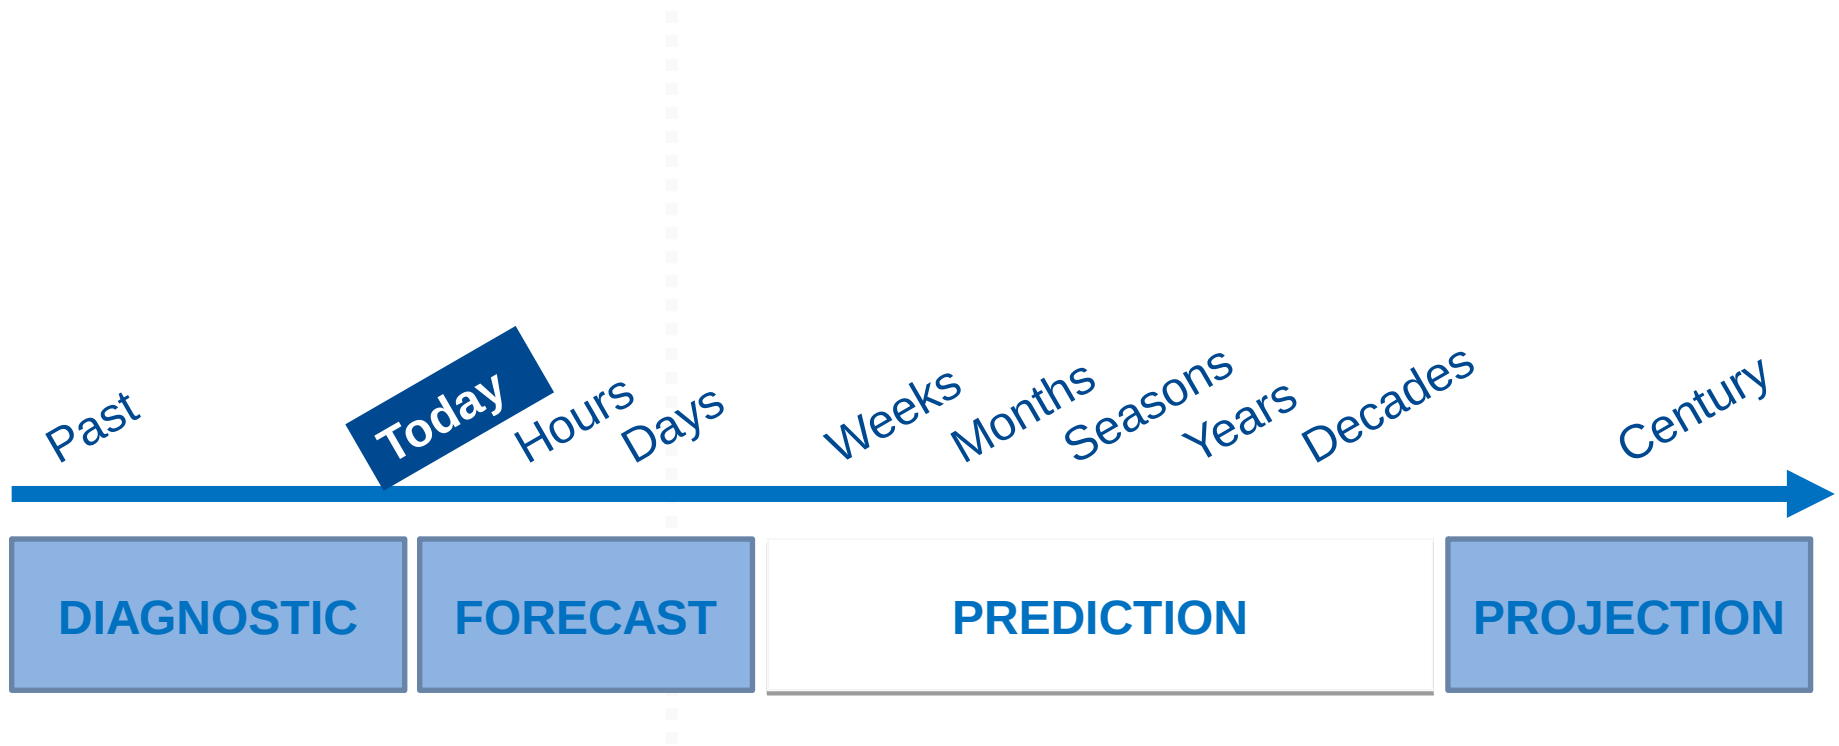 Past
Today
Hours
Days
Weeks
Months
Seasons
Years
Decades
Century
DIAGNOSTIC
FORECAST
PREDICTION
PROJECTION